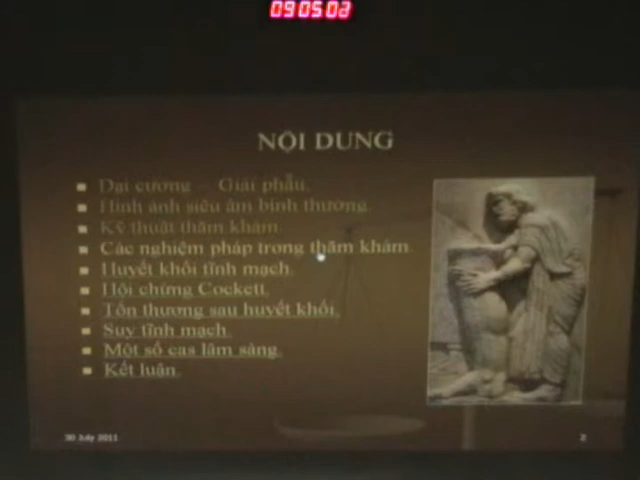 09:05:02
NỘI DUNG
Đại cương – Giải phẫu.
Hình ảnh siêu âm bình thường.
Kỹ thuật thăm khám.
Các nghiệm pháp trong thăm khám.
Huyết khối tĩnh mạch.
Hội chứng Cockett.
Tổn thương sau huyết khối.
Suy tĩnh mạch.
Một số cas lâm sàng.
Kết luận.
30 July 2011
2